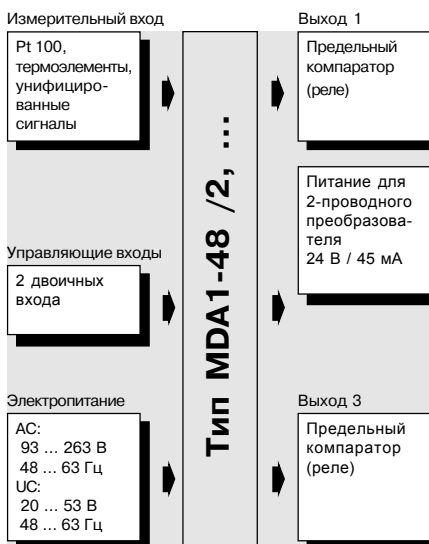 Измерительный вход
Pt 100,
термоэлементы,
унифициро-
ванные
сигналы
Управляющие входы
2 двоичных
входа
Электропитание
AC:
93 ... 263 В
48 ... 63 Гц
UC:
20 ... 53 В
48 ... 63 Гц
Тип MDA1-48 /2, ...
Выход 1
Предельный
компаратор
(реле)
Питание для
2-проводного
преобразова-
теля
24 В / 45 мА
Выход 3
Предельный
компаратор
(реле)